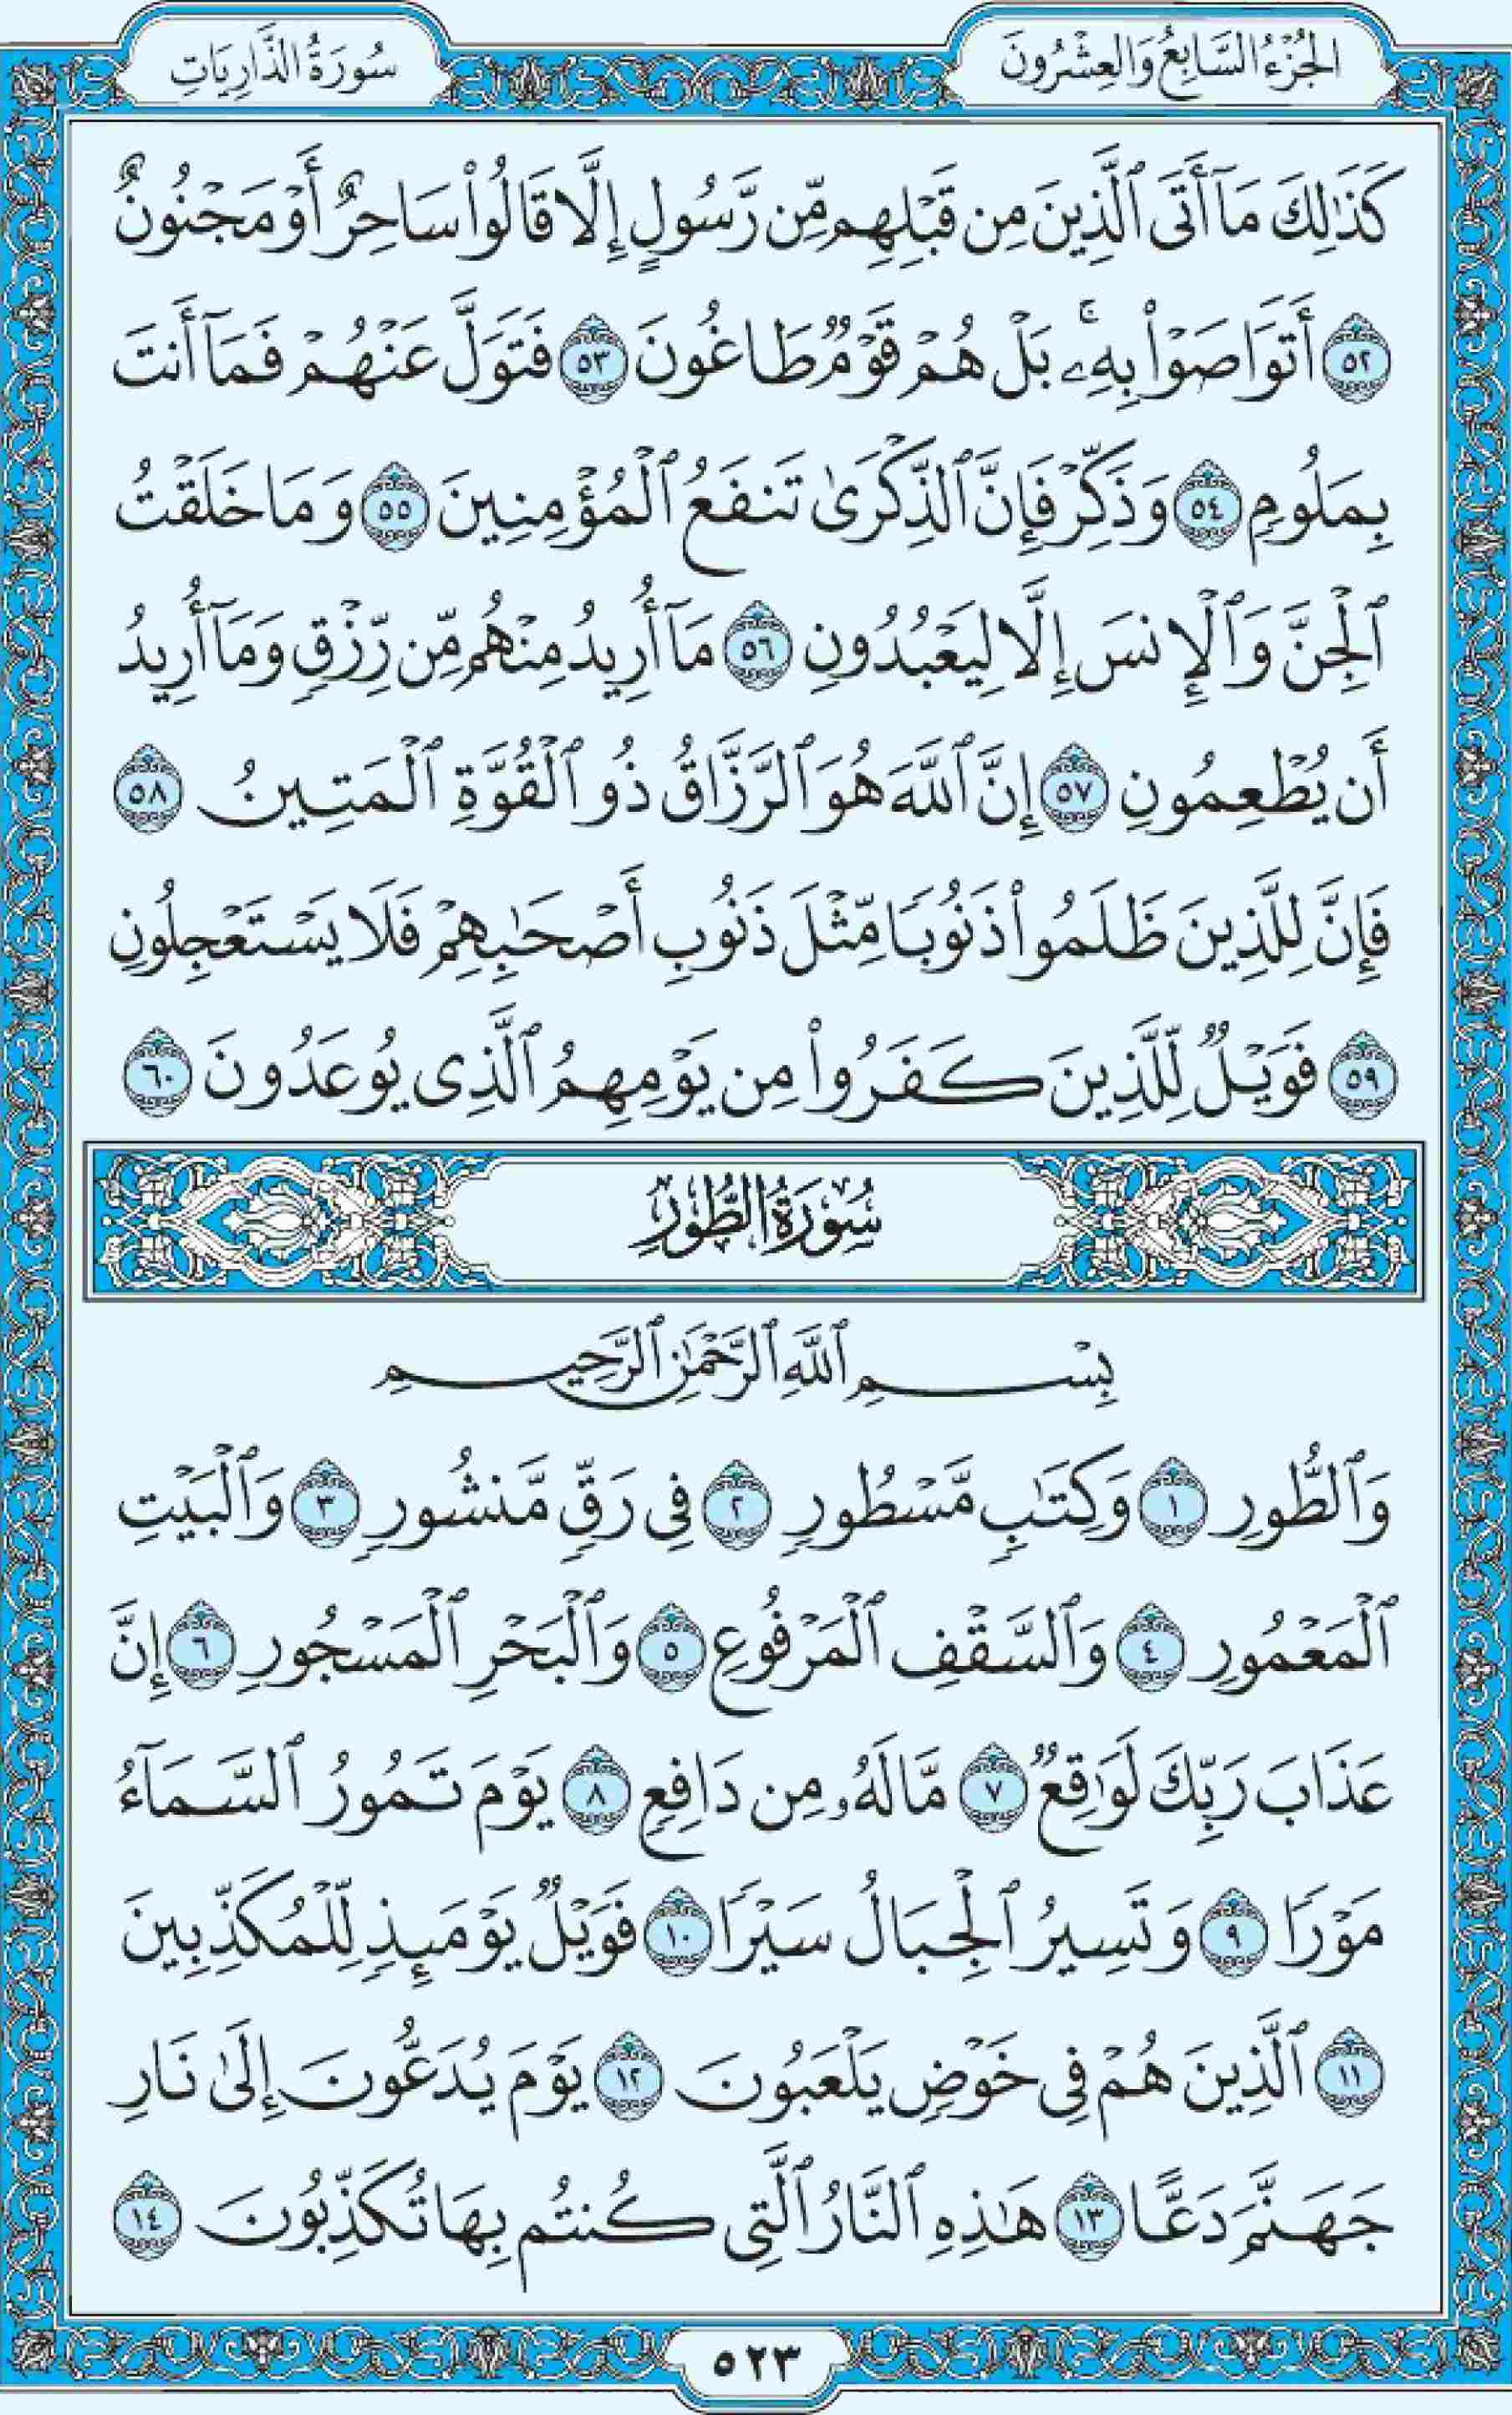 الجُزْءُ السَّابِعُ وَالعِشْرُونَ
سُورَةُ الذَّارِيَاتِ
كَذَٰلِكَ مَآ أَتَى ٱلَّذِينَ مِن قَبْلِهِم مِّن رَّسُولٍ إِلَّا قَالُوا۟ سَاحِرٌ أَوْ مَجْنُونٌ
٥٢ أَتَوَاصَوْا۟ بِهِۦ ۚ بَلْ هُمْ قَوْمٌ طَاغُونَ ٥٣ فَتَوَلَّ عَنْهُمْ فَمَآ أَنتَ
بِمَلُومٍ ٥٤ وَذَكِّرْ فَإِنَّ ٱلذِّكْرَىٰ تَنفَعُ ٱلْمُؤْمِنِينَ ٥٥ وَمَا خَلَقْتُ
ٱلْجِنَّ وَٱلْإِنسَ إِلَّا لِيَعْبُدُونِ ٥٦ مَآ أُرِيدُ مِنْهُم مِّن رِّزْقٍ وَمَآ أُرِيدُ
أَن يُطْعِمُونِ ٥٧ إِنَّ ٱللَّهَ هُوَ ٱلرَّزَّاقُ ذُو ٱلْقُوَّةِ ٱلْمَتِينُ ٥٨
فَإِنَّ لِلَّذِينَ ظَلَمُوا۟ ذَنُوبًا مِّثْلَ ذَنُوبِ أَصْحَٰبِهِمْ فَلَا يَسْتَعْجِلُونِ
٥٩ فَوَيْلٌ لِّلَّذِينَ كَفَرُوا۟ مِن يَوْمِهِمُ ٱلَّذِى يُوعَدُونَ ٦٠
سُورَةُ الطُّورِ
بِسْمِ ٱللَّهِ ٱلرَّحْمَٰنِ ٱلرَّحِيمِ
وَٱلطُّورِ ١ وَكِتَٰبٍ مَّسْطُورٍ ٢ فِى رَقٍّ مَّنشُورٍ ٣ وَٱلْبَيْتِ
ٱلْمَعْمُورِ ٤ وَٱلسَّقْفِ ٱلْمَرْفُوعِ ٥ وَٱلْبَحْرِ ٱلْمَسْجُورِ ٦ إِنَّ
عَذَابَ رَبِّكَ لَوَٰقِعٌ ٧ مَّا لَهُۥ مِن دَافِعٍ ٨ يَوْمَ تَمُورُ ٱلسَّمَآءُ
مَوْرًا ٩ وَتَسِيرُ ٱلْجِبَالُ سَيْرًا ١٠ فَوَيْلٌ يَوْمَئِذٍ لِّلْمُكَذِّبِينَ
١١ ٱلَّذِينَ هُمْ فِى خَوْضٍ يَلْعَبُونَ ١٢ يَوْمَ يُدَعُّونَ إِلَىٰ نَارِ
جَهَنَّمَ دَعًّا ١٣ هَٰذِهِ ٱلنَّارُ ٱلَّتِى كُنتُم بِهَا تُكَذِّبُونَ ١٤
٥٢٣